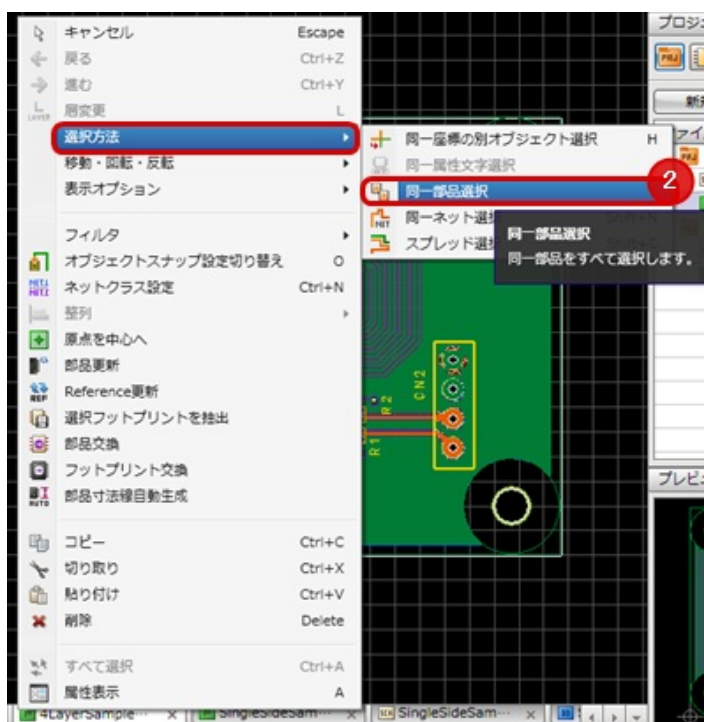 キャンセル Escape
戻る Ctrl+Z
進む Ctrl+Y
層変更 L
選択方法
移動・回転・反転
表示オプション
フィルタ
オブジェクトスナップ設定切り替え O
ネットクラス設定 Ctrl+N
整列
原点を中心へ
部品更新
Reference更新
選択フットプリントを抽出
部品交換
フットプリント交換
部品寸法線自動生成
コピー Ctrl+C
切り取り Ctrl+X
貼り付け Ctrl+V
削除 Delete
すべて選択 Ctrl+A
属性表示 A
同一座標の別オブジェクト選択 H
同一属性文字選択
同一部品選択
2
同一ネット選
スプレッド選
同一部品選択
同一部品をすべて選択します。
CN2
R2
R1
プロジ
PRJ
新
ァイル
プレビ
4LayerSample… × SingleSideSam… × SingleSideSam… ×